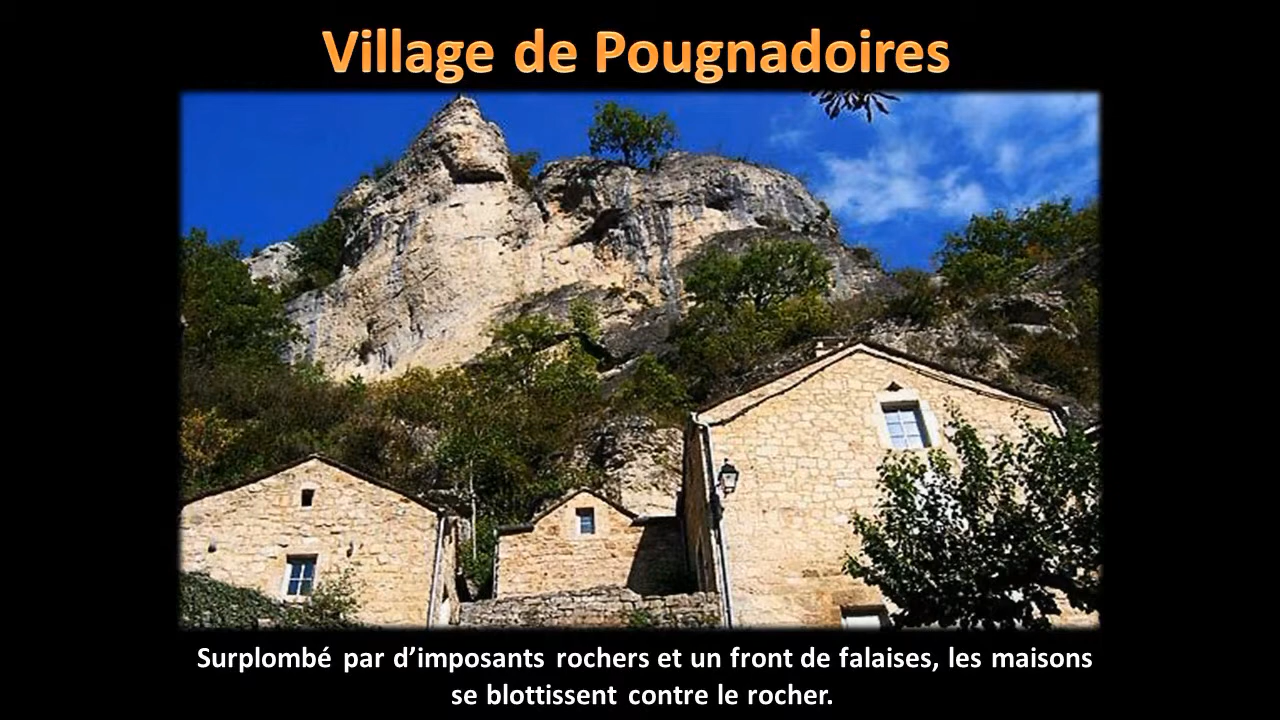 Village de Pougnadoires
Surplombé par d’imposants rochers et un front de falaises, les maisons
se blottissent contre le rocher.